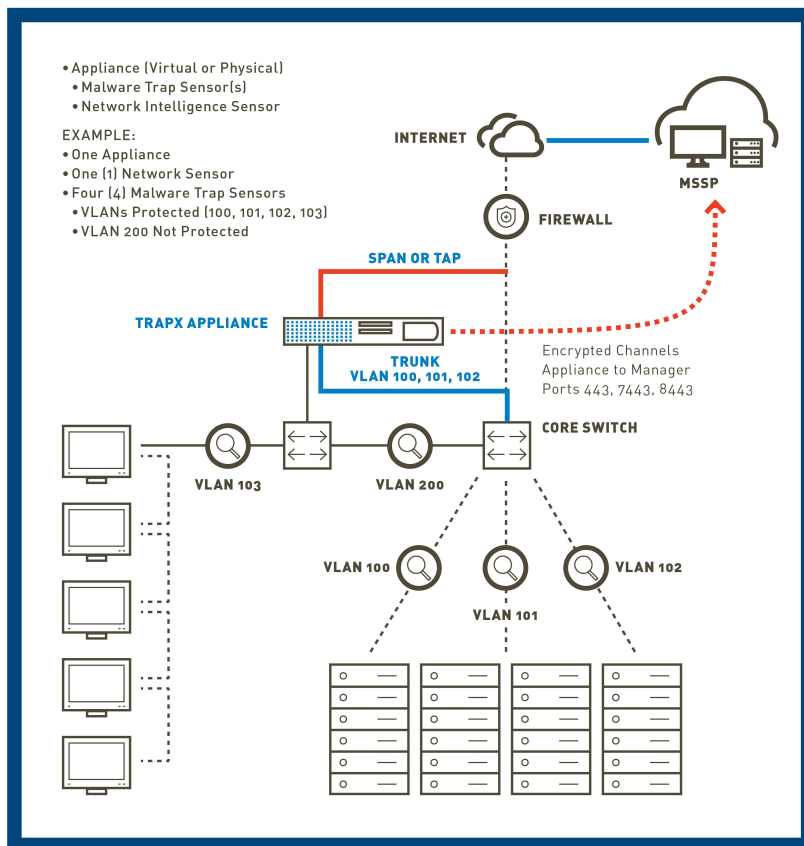 • Appliance (Virtual or Physical)
• Malware Trap Sensor(s)
• Network Intelligence Sensor
EXAMPLE:
• One Appliance
• One (1) Network Sensor
• Four (4) Malware Trap Sensors
• VLANs Protected (100, 101, 102, 103)
• VLAN 200 Not Protected
INTERNET
MSSP
FIREWALL
SPAN OR TAP
TRAPX APPLIANCE
TRUNK
VLAN 100, 101, 102
Encrypted Channels
Appliance to Manager
Ports 443, 7443, 8443
CORE SWITCH
VLAN 103
VLAN 200
VLAN 100
VLAN 101
VLAN 102